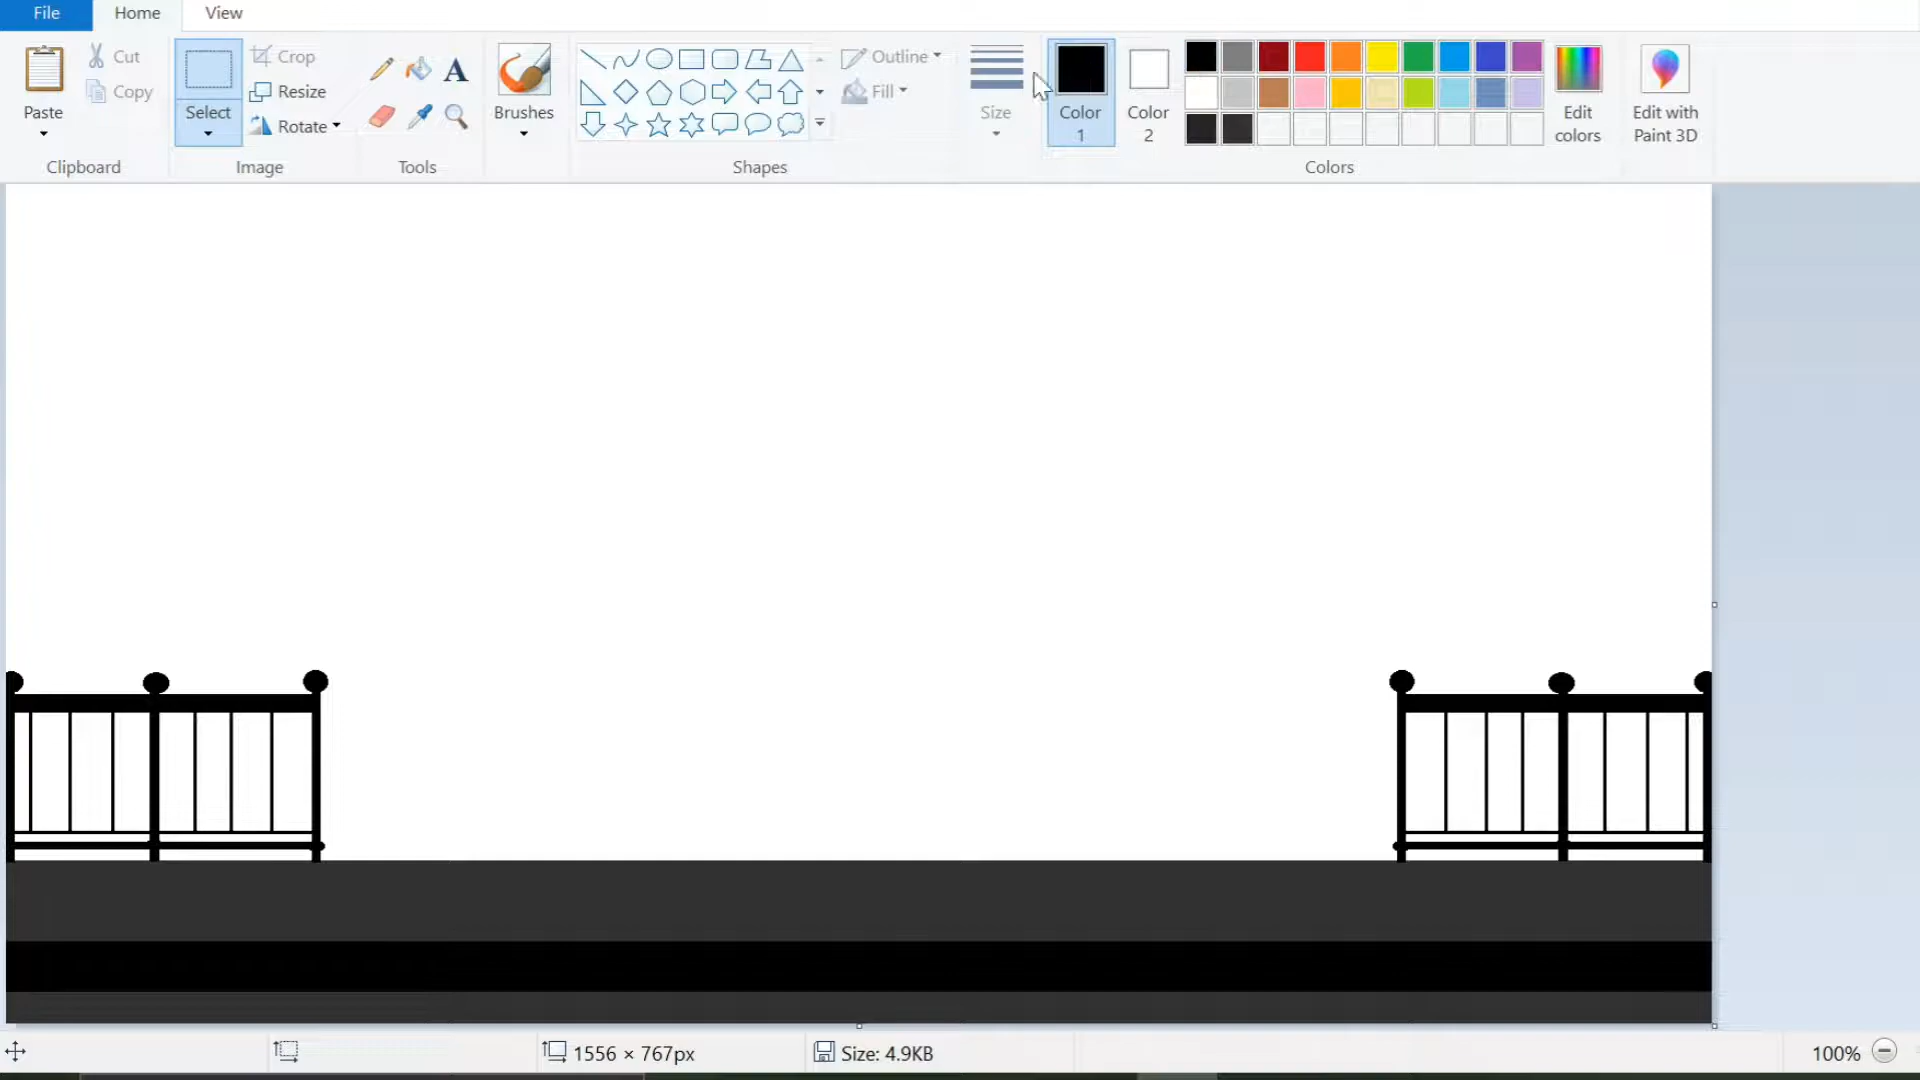 File Home View
Paste
Cut
Copy
Clipboard
Select
Crop
Resize
Rotate
Image
A
Tools
Brushes
Outline
Fill
Shapes
Size
Color
1
Color
2
Colors
Edit
colors
Edit with
Paint 3D
1556 × 767px
Size: 4.9KB
100%